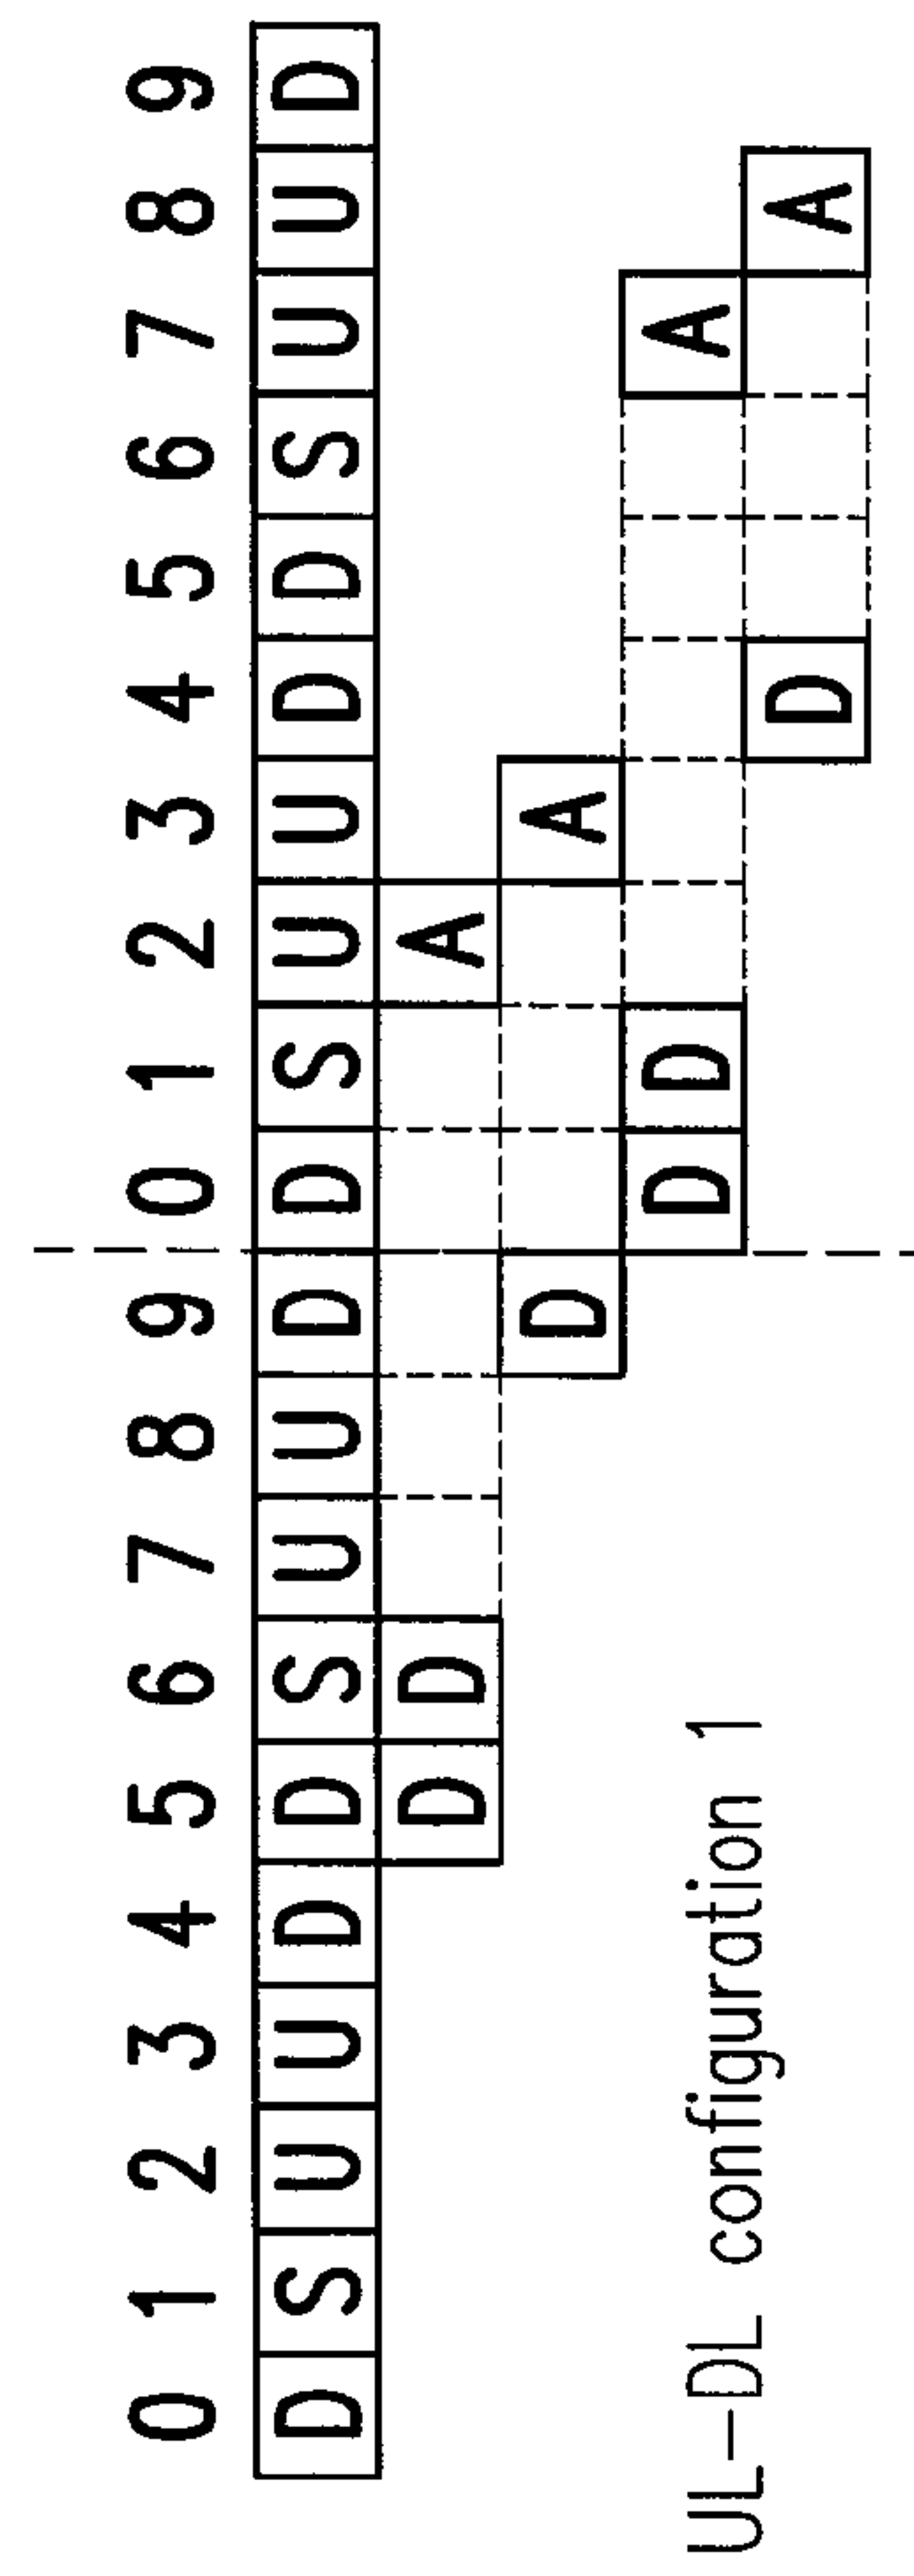 0 1 2 3 4 5 6 7 8 9 0 1 2 3 4 5 6 7 8 9
D S U U D D S U U D D S U U D D S U U D
D D A
D A
D D A
UL-DL configuration 1
D A